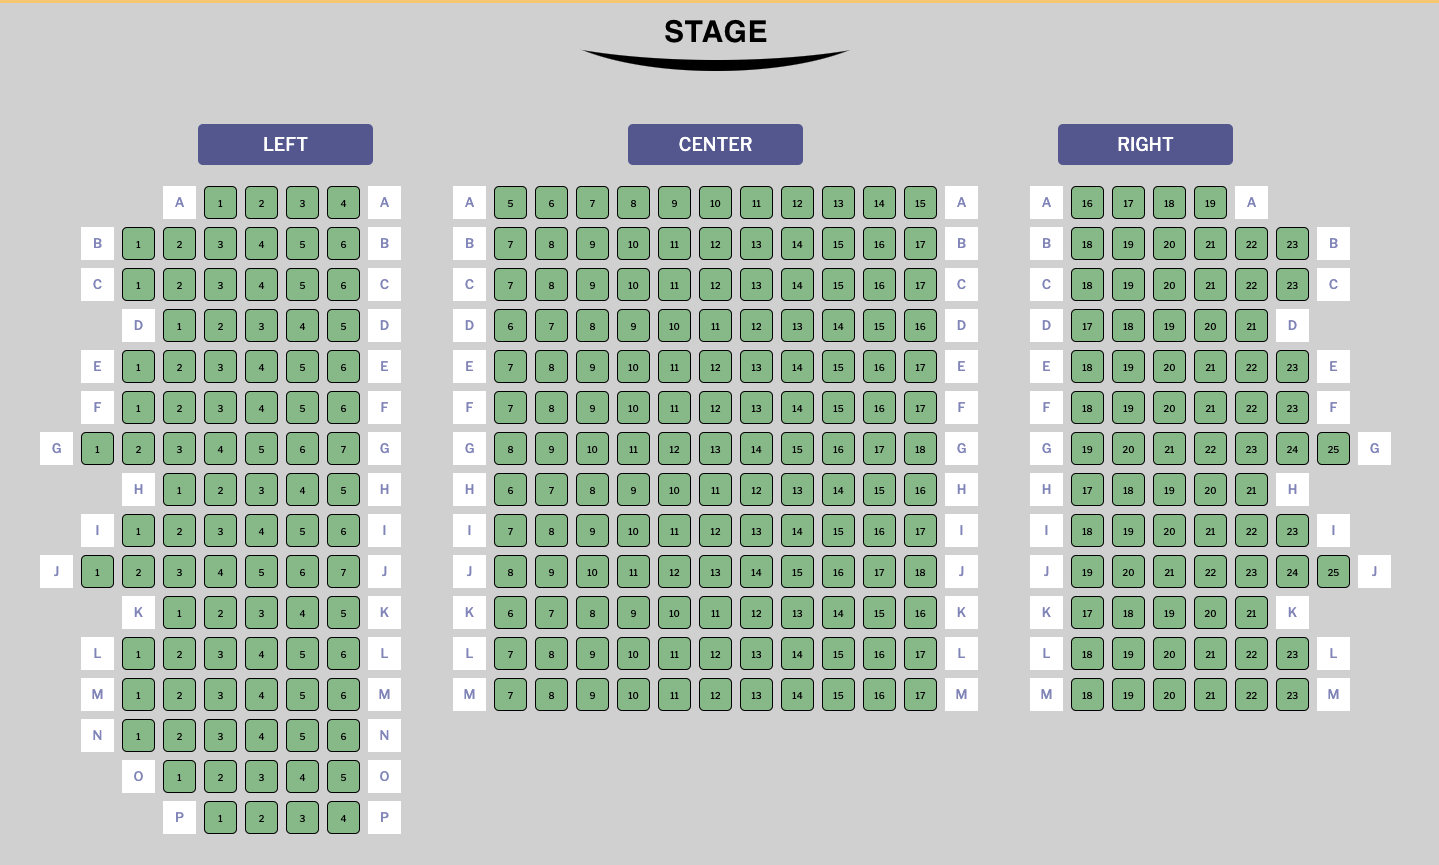 STAGE
LEFT CENTER RIGHT
A 1 2 3 4 A A 5 6 7 8 9 10 11 12 13 14 15 A A 16 17 18 19 A
B 1 2 3 4 5 6 B B 7 8 9 10 11 12 13 14 15 16 17 B B 18 19 20 21 22 23 B
C 1 2 3 4 5 6 C C 7 8 9 10 11 12 13 14 15 16 17 C C 18 19 20 21 22 23 C
D 1 2 3 4 5 D D 6 7 8 9 10 11 12 13 14 15 16 D D 17 18 19 20 21 D
E 1 2 3 4 5 6 E E 7 8 9 10 11 12 13 14 15 16 17 E E 18 19 20 21 22 23 E
F 1 2 3 4 5 6 F F 7 8 9 10 11 12 13 14 15 16 17 F F 18 19 20 21 22 23 F
G 1 2 3 4 5 6 7 G G 8 9 10 11 12 13 14 15 16 17 18 G G 19 20 21 22 23 24 25 G
H 1 2 3 4 5 H H 6 7 8 9 10 11 12 13 14 15 16 H H 17 18 19 20 21 H
I 1 2 3 4 5 6 I I 7 8 9 10 11 12 13 14 15 16 17 I I 18 19 20 21 22 23 I
J 1 2 3 4 5 6 7 J J 8 9 10 11 12 13 14 15 16 17 18 J J 19 20 21 22 23 24 25 J
K 1 2 3 4 5 K K 6 7 8 9 10 11 12 13 14 15 16 K K 17 18 19 20 21 K
L 1 2 3 4 5 6 L L 7 8 9 10 11 12 13 14 15 16 17 L L 18 19 20 21 22 23 L
M 1 2 3 4 5 6 M M 7 8 9 10 11 12 13 14 15 16 17 M M 18 19 20 21 22 23 M
N 1 2 3 4 5 6 N
O 1 2 3 4 5 O
P 1 2 3 4 P